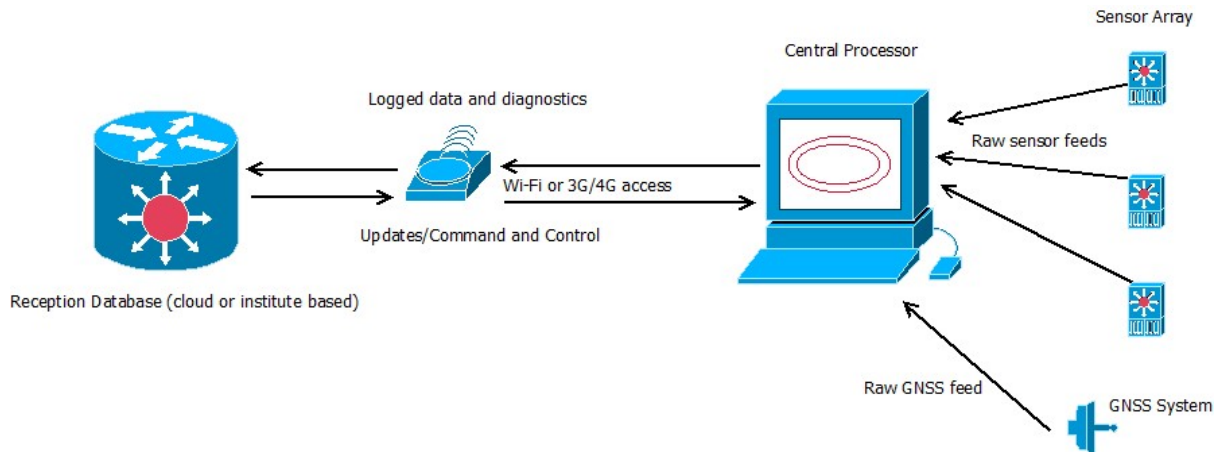 Sensor Array
Central Processor
Logged data and diagnostics
Raw sensor feeds
Wi-Fi or 3G/4G access
Updates/Command and Control
Reception Database (cloud or institute based)
Raw GNSS feed
GNSS System